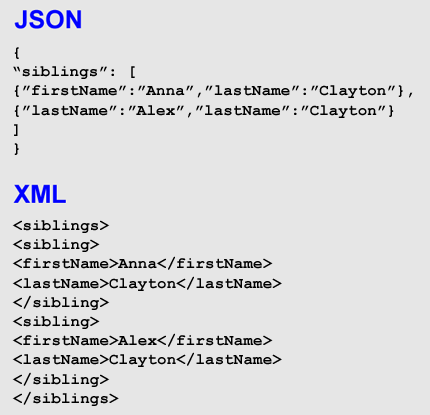 JSON
{
“siblings”: [
{”firstName”:”Anna”,”lastName”:”Clayton”},
{”lastName”:”Alex”,”lastName”:”Clayton”}
]
}
XML
<siblings>
<sibling>
<firstName>Anna</firstName>
<lastName>Clayton</lastName>
</sibling>
<sibling>
<firstName>Alex</firstName>
<lastName>Clayton</lastName>
</sibling>
</siblings>